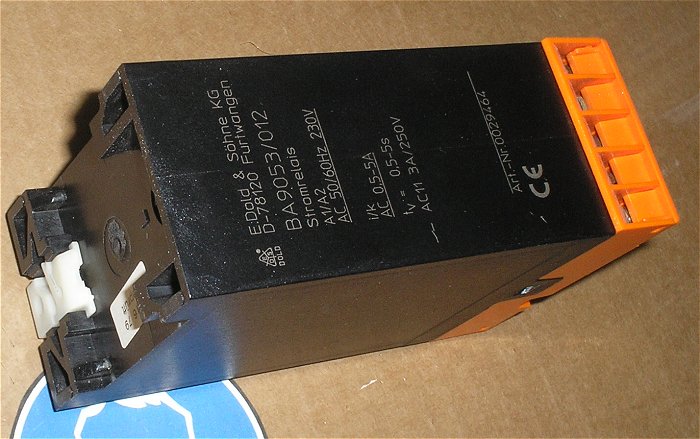 E.Dold & Söhne KG
D-78120 Furtwangen
BA9053/012
Stromrelais
A1/A2
AC 50/60Hz 230V
i/k
AC 0,5-5A
tv = 0,5-5s
AC11 3A/250V
Art.-Nr.0029464
CE
DOLD